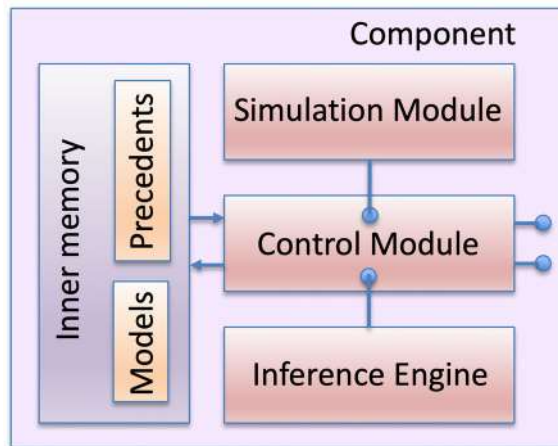 Component
Inner memory
Precedents
Models
Simulation Module
Control Module
Inference Engine